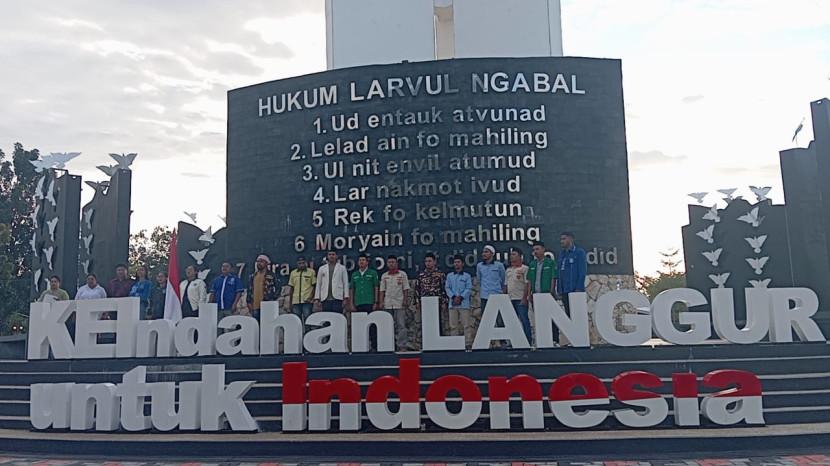 HUKUM LARVUL NGABAL
1. Ud entauk atvunad
2. Lelad ain fo mahiling
3. Ul nit envil atumud
4. Lar nakmot ivud
5 Rek fo kelmutun
6 Moryain fo mahiling
KEIndahan LANGGUR
untuk Indonesia